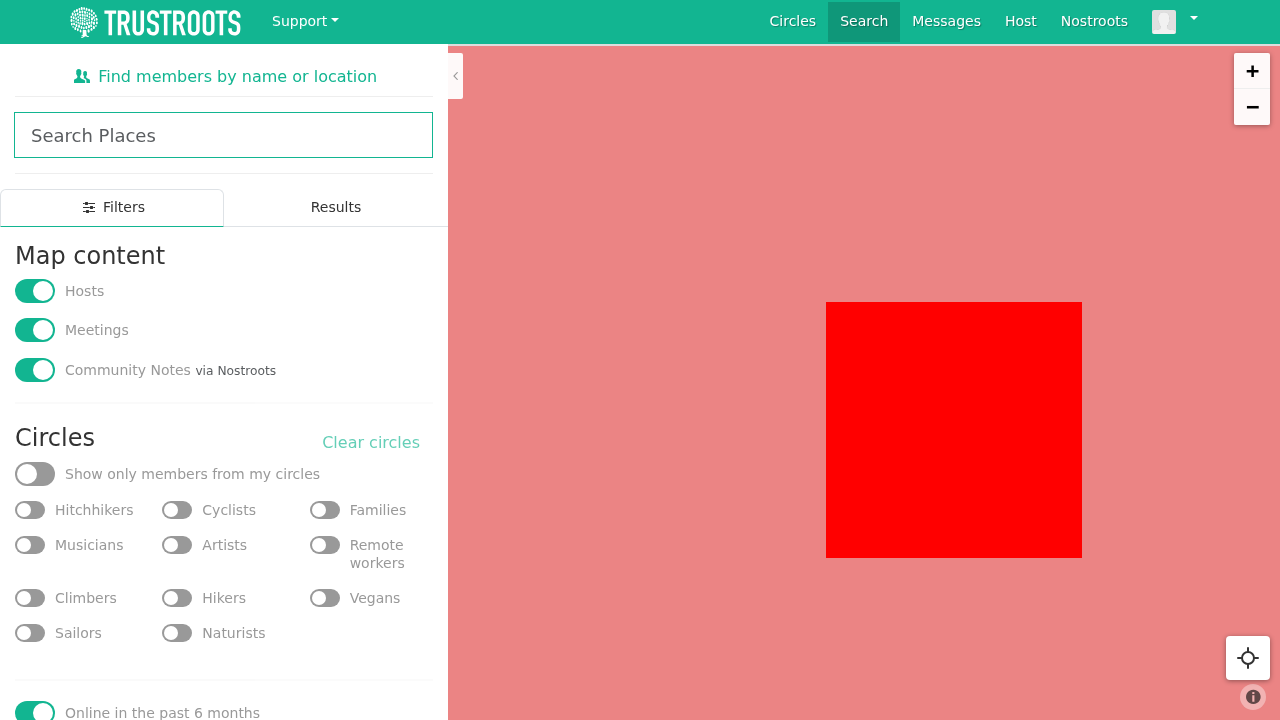 TRUSTROOTS
Support
Circles
Search
Messages
Host
Nostroots
Find members by name or location
Search Places
Filters
Results
Map content
Hosts
Meetings
Community Notes via Nostroots
Circles
Clear circles
Show only members from my circles
Hitchhikers
Cyclists
Families
Musicians
Artists
Remote
workers
Climbers
Hikers
Vegans
Sailors
Naturists
Online in the past 6 months
+
−